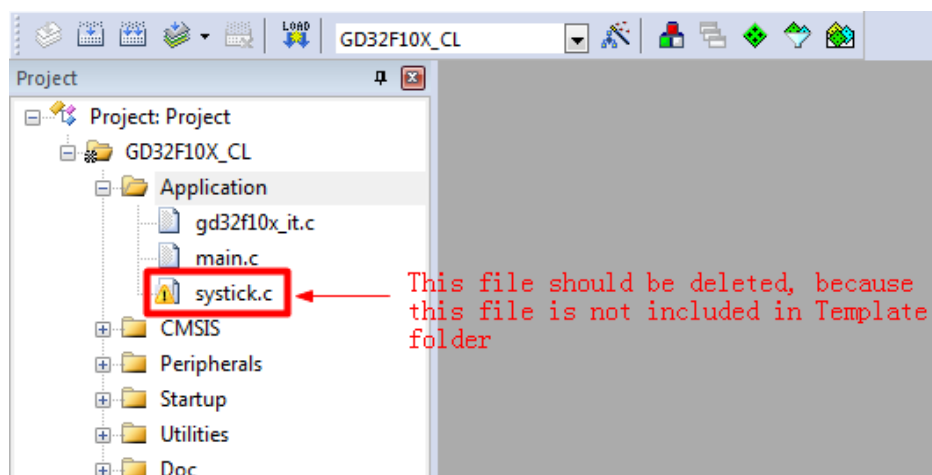 LOAD
GD32F10X_CL
Project
Project: Project
GD32F10X_CL
Application
gd32f10x_it.c
main.c
systick.c
This file should be deleted, because
this file is not included in Template
folder
CMSIS
Peripherals
Startup
Utilities
Doc